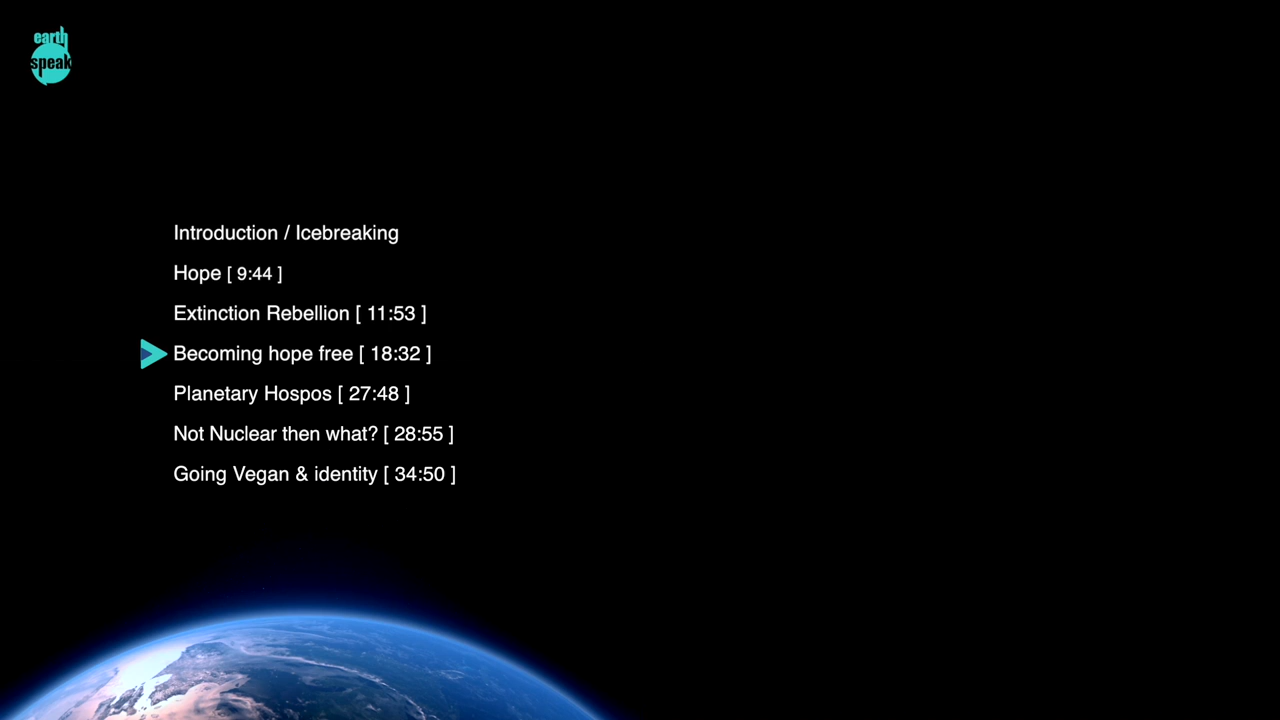 earth
speak
Introduction / Icebreaking
Hope [ 9:44 ]
Extinction Rebellion [ 11:53 ]
Becoming hope free [ 18:32 ]
Planetary Hospos [ 27:48 ]
Not Nuclear then what? [ 28:55 ]
Going Vegan & identity [ 34:50 ]